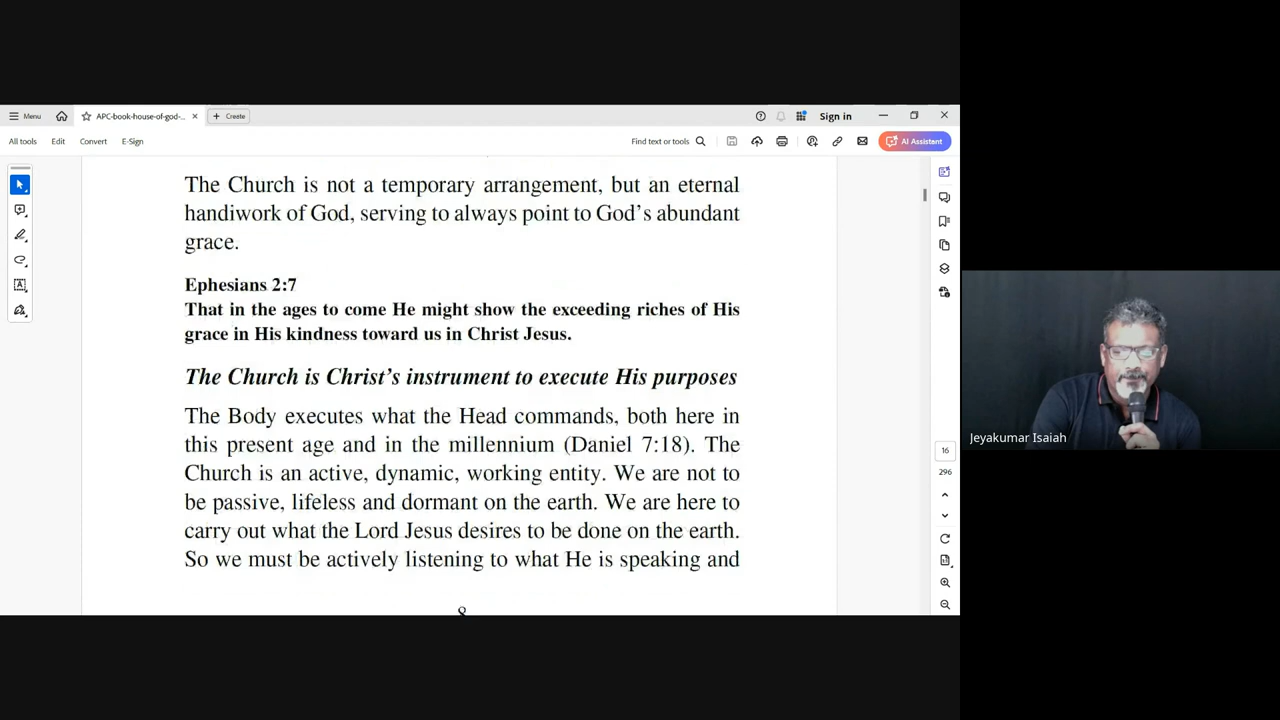 Menu
APC-book-house-of-god-...
Create
Sign in
All tools
Edit
Convert
E-Sign
Find text or tools
AI Assistant
The Church is not a temporary arrangement, but an eternal
handiwork of God, serving to always point to God's abundant
grace.
Ephesians 2:7
That in the ages to come He might show the exceeding riches of His
grace in His kindness toward us in Christ Jesus.
The Church is Christ's instrument to execute His purposes
The Body executes what the Head commands, both here in
this present age and in the millennium (Daniel 7:18). The
Church is an active, dynamic, working entity. We are not to
be passive, lifeless and dormant on the earth. We are here to
carry out what the Lord Jesus desires to be done on the earth.
So we must be actively listening to what He is speaking and
8
16
296
Jeyakumar Isaiah